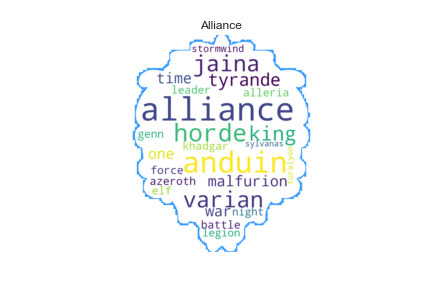 Alliance
stormwind
jaina
time tyrande
leader alleria
alliance
genn horde king
khadgar sylvanas
one anduin turalyon
force
azeroth malfurion
elf
varian
war night
battle
legion